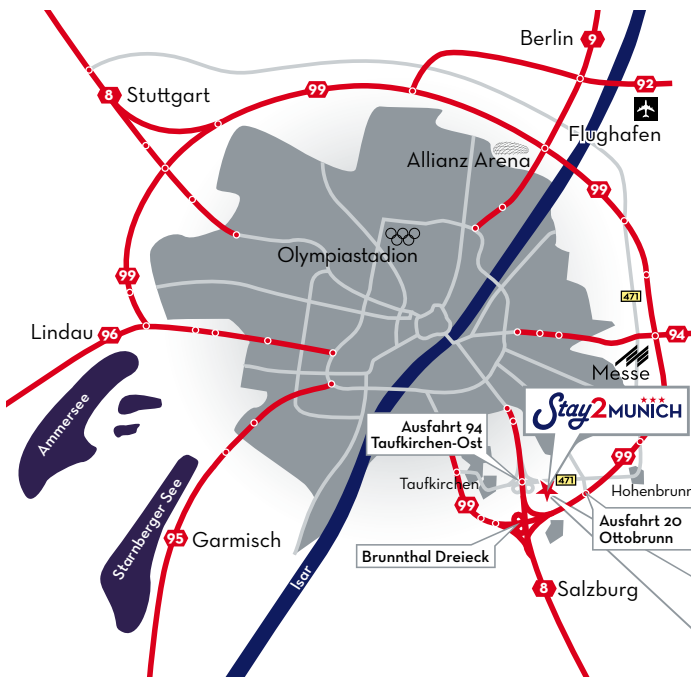 Berlin
9
92
8
Stuttgart
99
Flughafen
Allianz Arena
99
Olympiastadion
99
471
Lindau
96
94
Messe
Stay2MUNICH
Ammersee
Ausfahrt 94
Taufkirchen-Ost
99
Taufkirchen
471
Hohenbrunn
Starnberger See
99
Ausfahrt 20
Ottobrunn
95
Garmisch
Brunnthal Dreieck
Isar
8
Salzburg